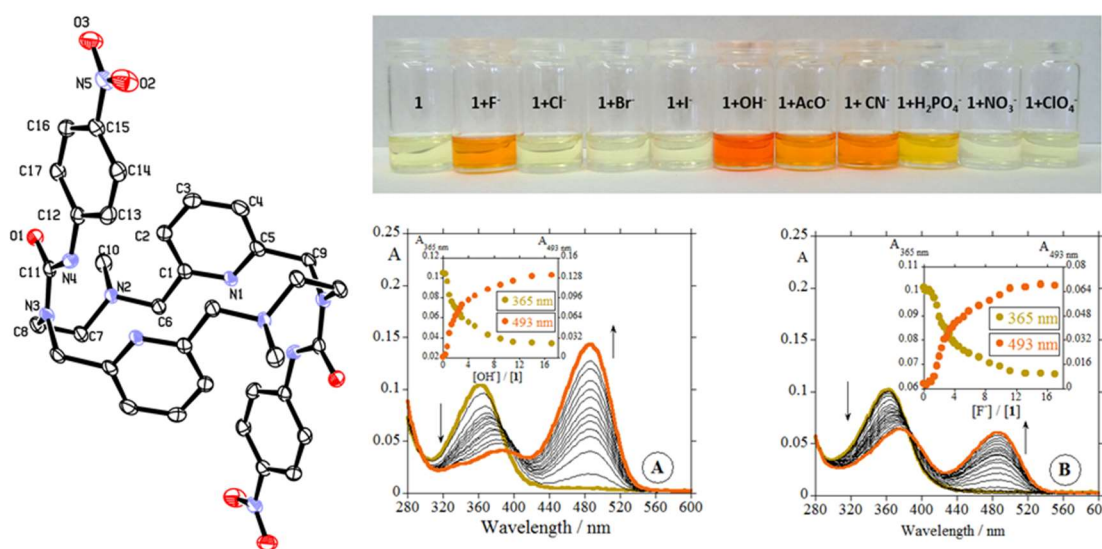 O3
N5
O2
C16
C15
C17
C14
C12
C13
O1
C10
C11
N4
N3
N2
C8
C7
C6
C3
C4
C2
C5
C9
C1
N1
1
1+F⁻
1+Cl⁻
1+Br⁻
1+I⁻
1+OH⁻
1+AcO⁻
1+ CN⁻
1+H₂PO₄⁻
1+NO₃⁻
1+ClO₄⁻
0.25
A
0.2
0.15
0.1
0.05
0
280 320 360 400 440 480 520 560 600
Wavelength / nm
A 365 nm
A 493 nm
0.12
0.10
0.08
0.06
0.04
0.02
0.128
0.096
0.064
0.032
0
0 4 8 12 16
365 nm
493 nm
[OH⁻] / [1]
A
0.25
A
0.2
0.15
0.1
0.05
0
280 320 360 400 440 480 520 560 600
Wavelength / nm
A 365 nm
A 493 nm
0.11
0.10
0.09
0.08
0.07
0.06
0.08
0.064
0.048
0.032
0.016
0
0 4 8 12 16
365 nm
493 nm
[F⁻] / [1]
B